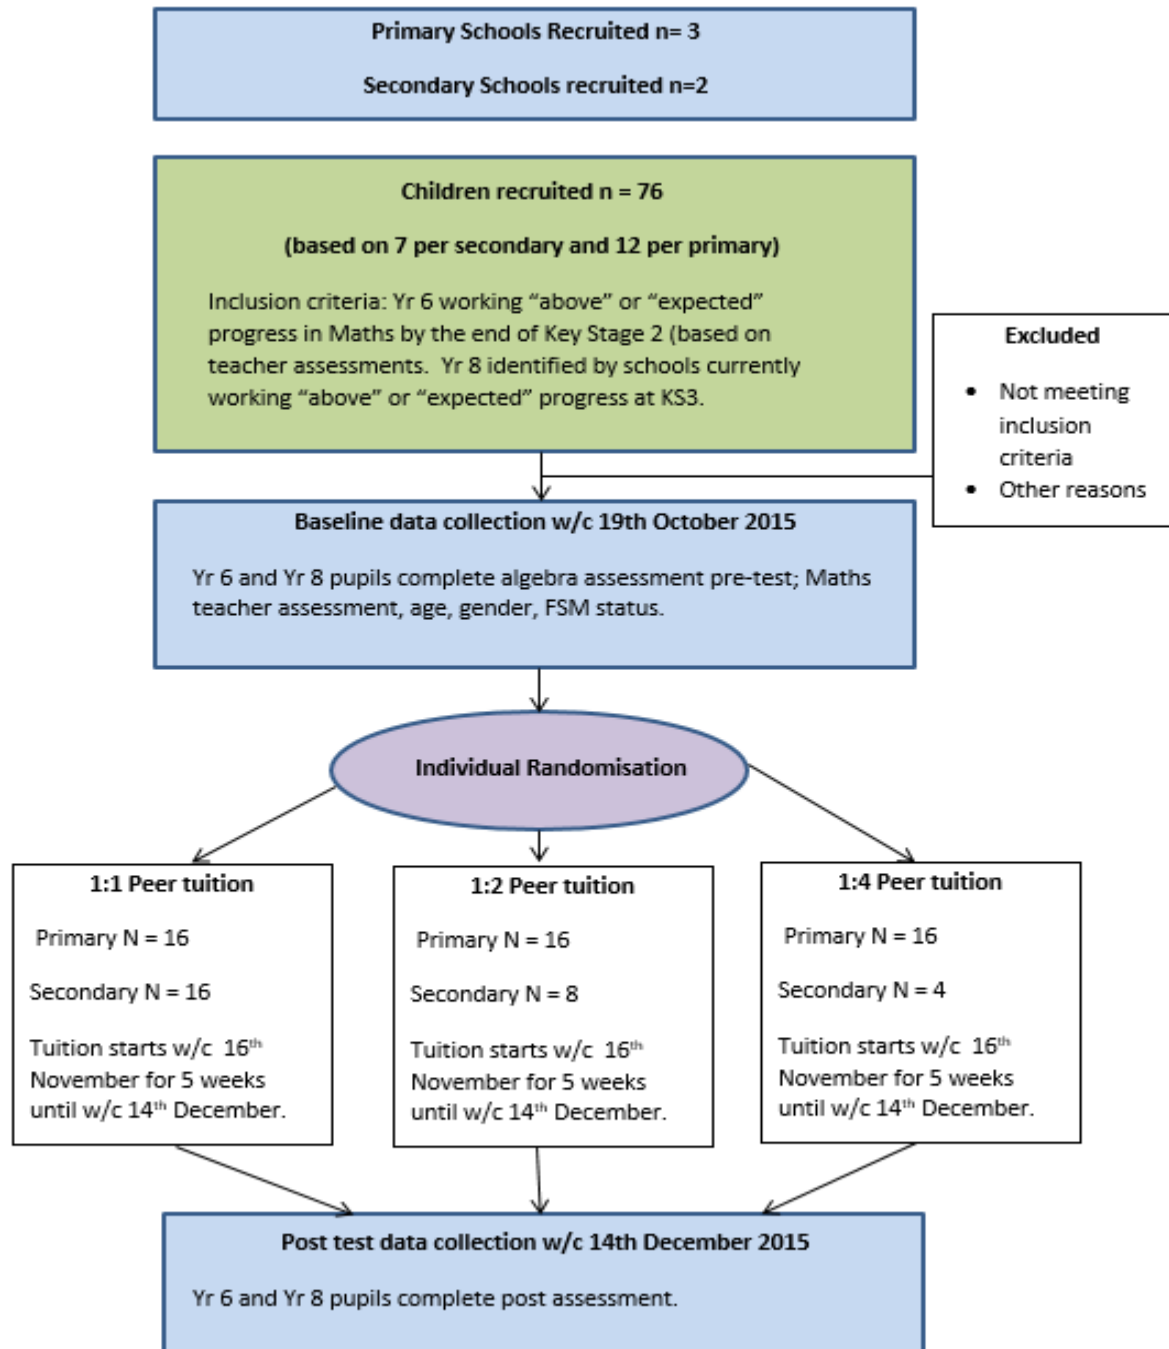 Primary Schools Recruited n= 3
Secondary Schools recruited n=2
Children recruited n = 76
(based on 7 per secondary and 12 per primary)
Inclusion criteria: Yr 6 working “above” or “expected”
progress in Maths by the end of Key Stage 2 (based on
teacher assessments.  Yr 8 identified by schools currently
working “above” or “expected” progress at KS3.
Excluded
• Not meeting
inclusion
criteria
• Other reasons
Baseline data collection w/c 19th October 2015
Yr 6 and Yr 8 pupils complete algebra assessment pre-test; Maths
teacher assessment, age, gender, FSM status.
Individual Randomisation
1:1 Peer tuition
Primary N = 16
Secondary N = 16
Tuition starts w/c  16th
November for 5 weeks
until w/c 14th December.
1:2 Peer tuition
Primary N = 16
Secondary N = 8
Tuition starts w/c  16th
November for 5 weeks
until w/c 14th December.
1:4 Peer tuition
Primary N = 16
Secondary N = 4
Tuition starts w/c  16th
November for 5 weeks
until w/c 14th December.
Post test data collection w/c 14th December 2015
Yr 6 and Yr 8 pupils complete post assessment.